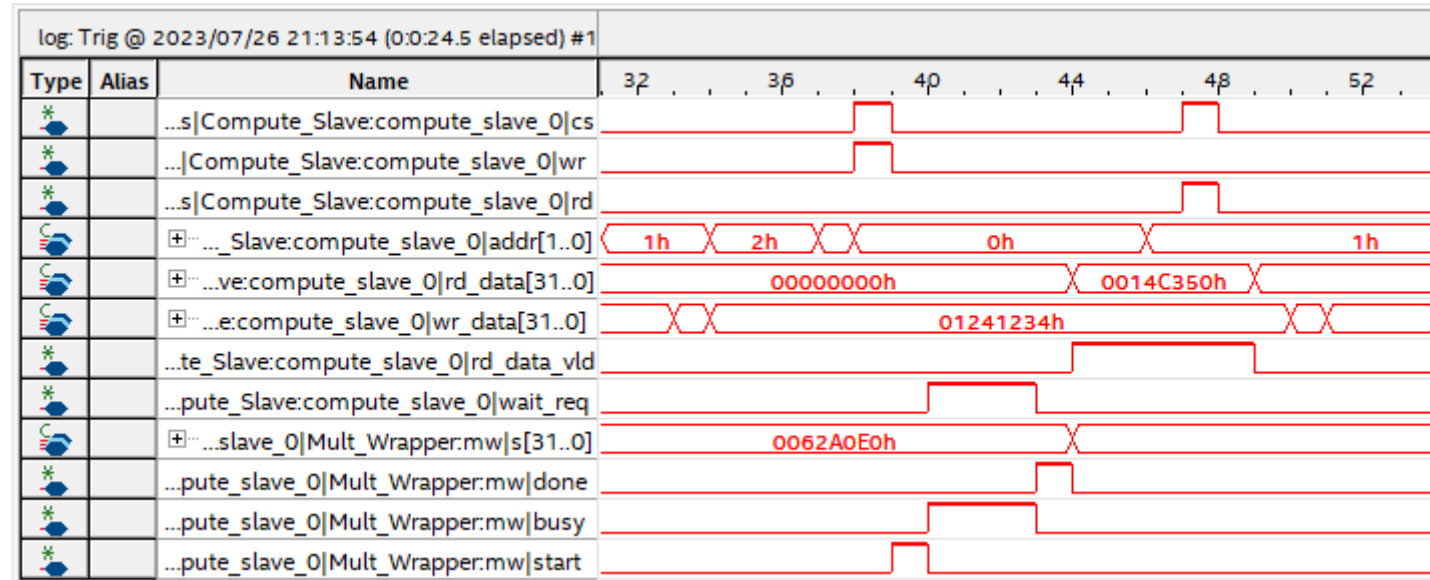 log: Trig @ 2023/07/26 21:13:54 (0:0:24.5 elapsed) #1
Type Alias Name 32 36 40 44 48 52
...s|Compute_Slave:compute_slave_0|cs
...|Compute_Slave:compute_slave_0|wr
...s|Compute_Slave:compute_slave_0|rd
..._Slave:compute_slave_0|addr[1..0] 1h 2h 0h 1h
...ve:compute_slave_0|rd_data[31..0] 00000000h 0014C350h
...e:compute_slave_0|wr_data[31..0] 01241234h
...te_Slave:compute_slave_0|rd_data_vld
...pute_Slave:compute_slave_0|wait_req
...slave_0|Mult_Wrapper:mw|s[31..0] 0062A0E0h
...pute_slave_0|Mult_Wrapper:mw|done
...pute_slave_0|Mult_Wrapper:mw|busy
...pute_slave_0|Mult_Wrapper:mw|start